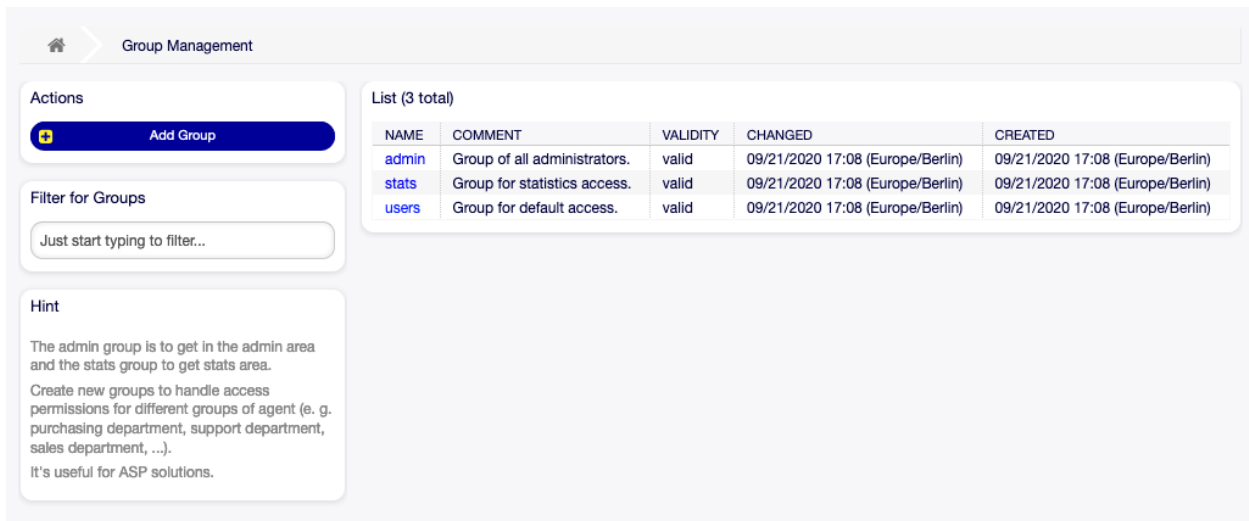 Group Management
Actions
Add Group
Filter for Groups
Just start typing to filter...
Hint
The admin group is to get in the admin area
and the stats group to get stats area.
Create new groups to handle access
permissions for different groups of agent (e. g.
purchasing department, support department,
sales department, ...).
It's useful for ASP solutions.
List (3 total)
NAME COMMENT VALIDITY CHANGED CREATED
admin Group of all administrators. valid 09/21/2020 17:08 (Europe/Berlin) 09/21/2020 17:08 (Europe/Berlin)
stats Group for statistics access. valid 09/21/2020 17:08 (Europe/Berlin) 09/21/2020 17:08 (Europe/Berlin)
users Group for default access. valid 09/21/2020 17:08 (Europe/Berlin) 09/21/2020 17:08 (Europe/Berlin)